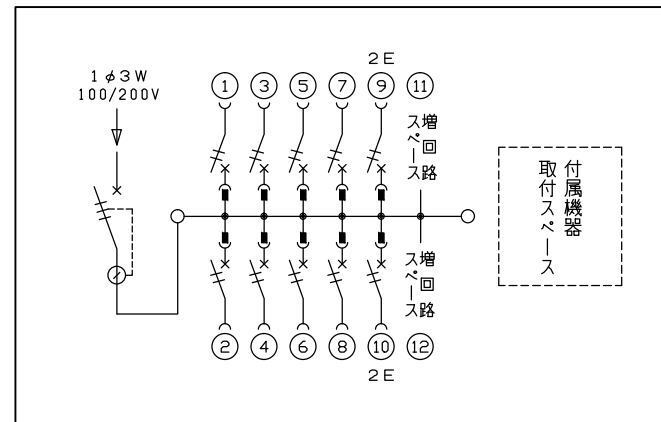 2E
1φ3W
100/200V
① ③ ⑤ ⑦ ⑨ ⑪
増回路
スペース
付属機器
取付スペース
増回路
スペース
② ④ ⑥ ⑧ ⑩ ⑫
2E